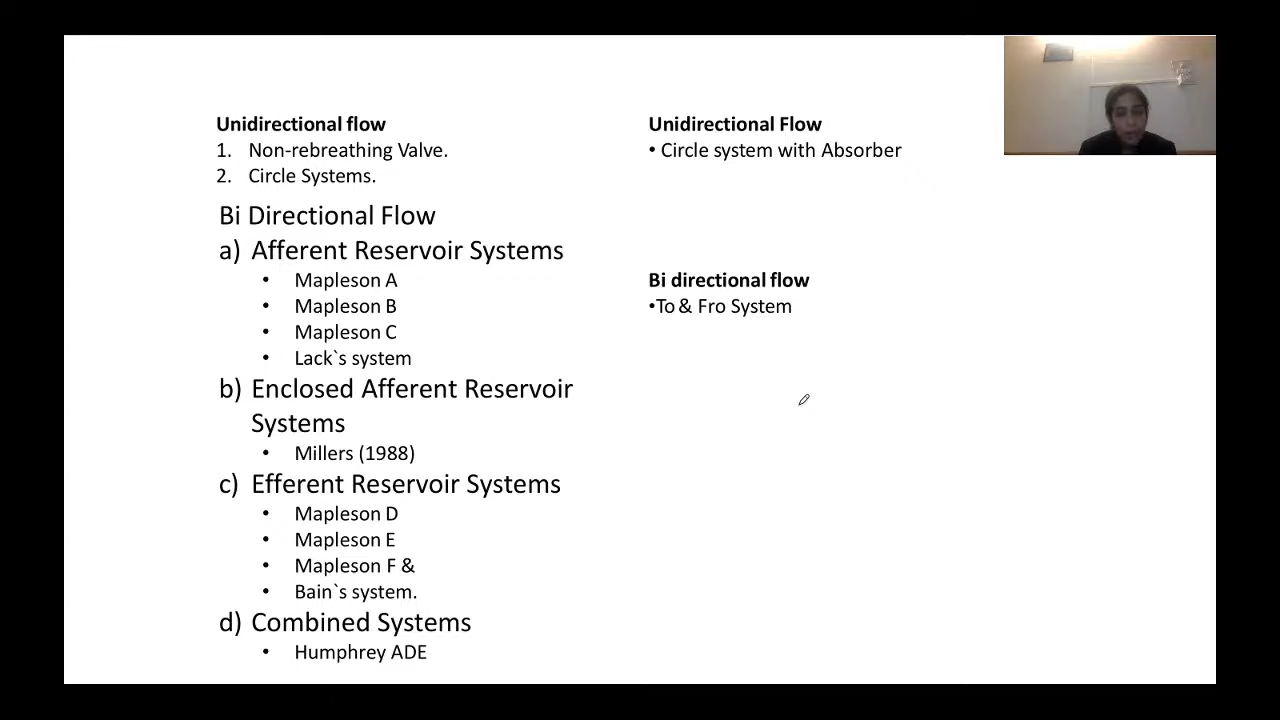 Unidirectional flow
1. Non-rebreathing Valve.
2. Circle Systems.
Bi Directional Flow
a) Afferent Reservoir Systems
• Mapleson A
• Mapleson B
• Mapleson C
• Lack`s system
b) Enclosed Afferent Reservoir
Systems
• Millers (1988)
c) Efferent Reservoir Systems
• Mapleson D
• Mapleson E
• Mapleson F &
• Bain`s system.
d) Combined Systems
• Humphrey ADE
Unidirectional Flow
• Circle system with Absorber
Bi directional flow
•To & Fro System